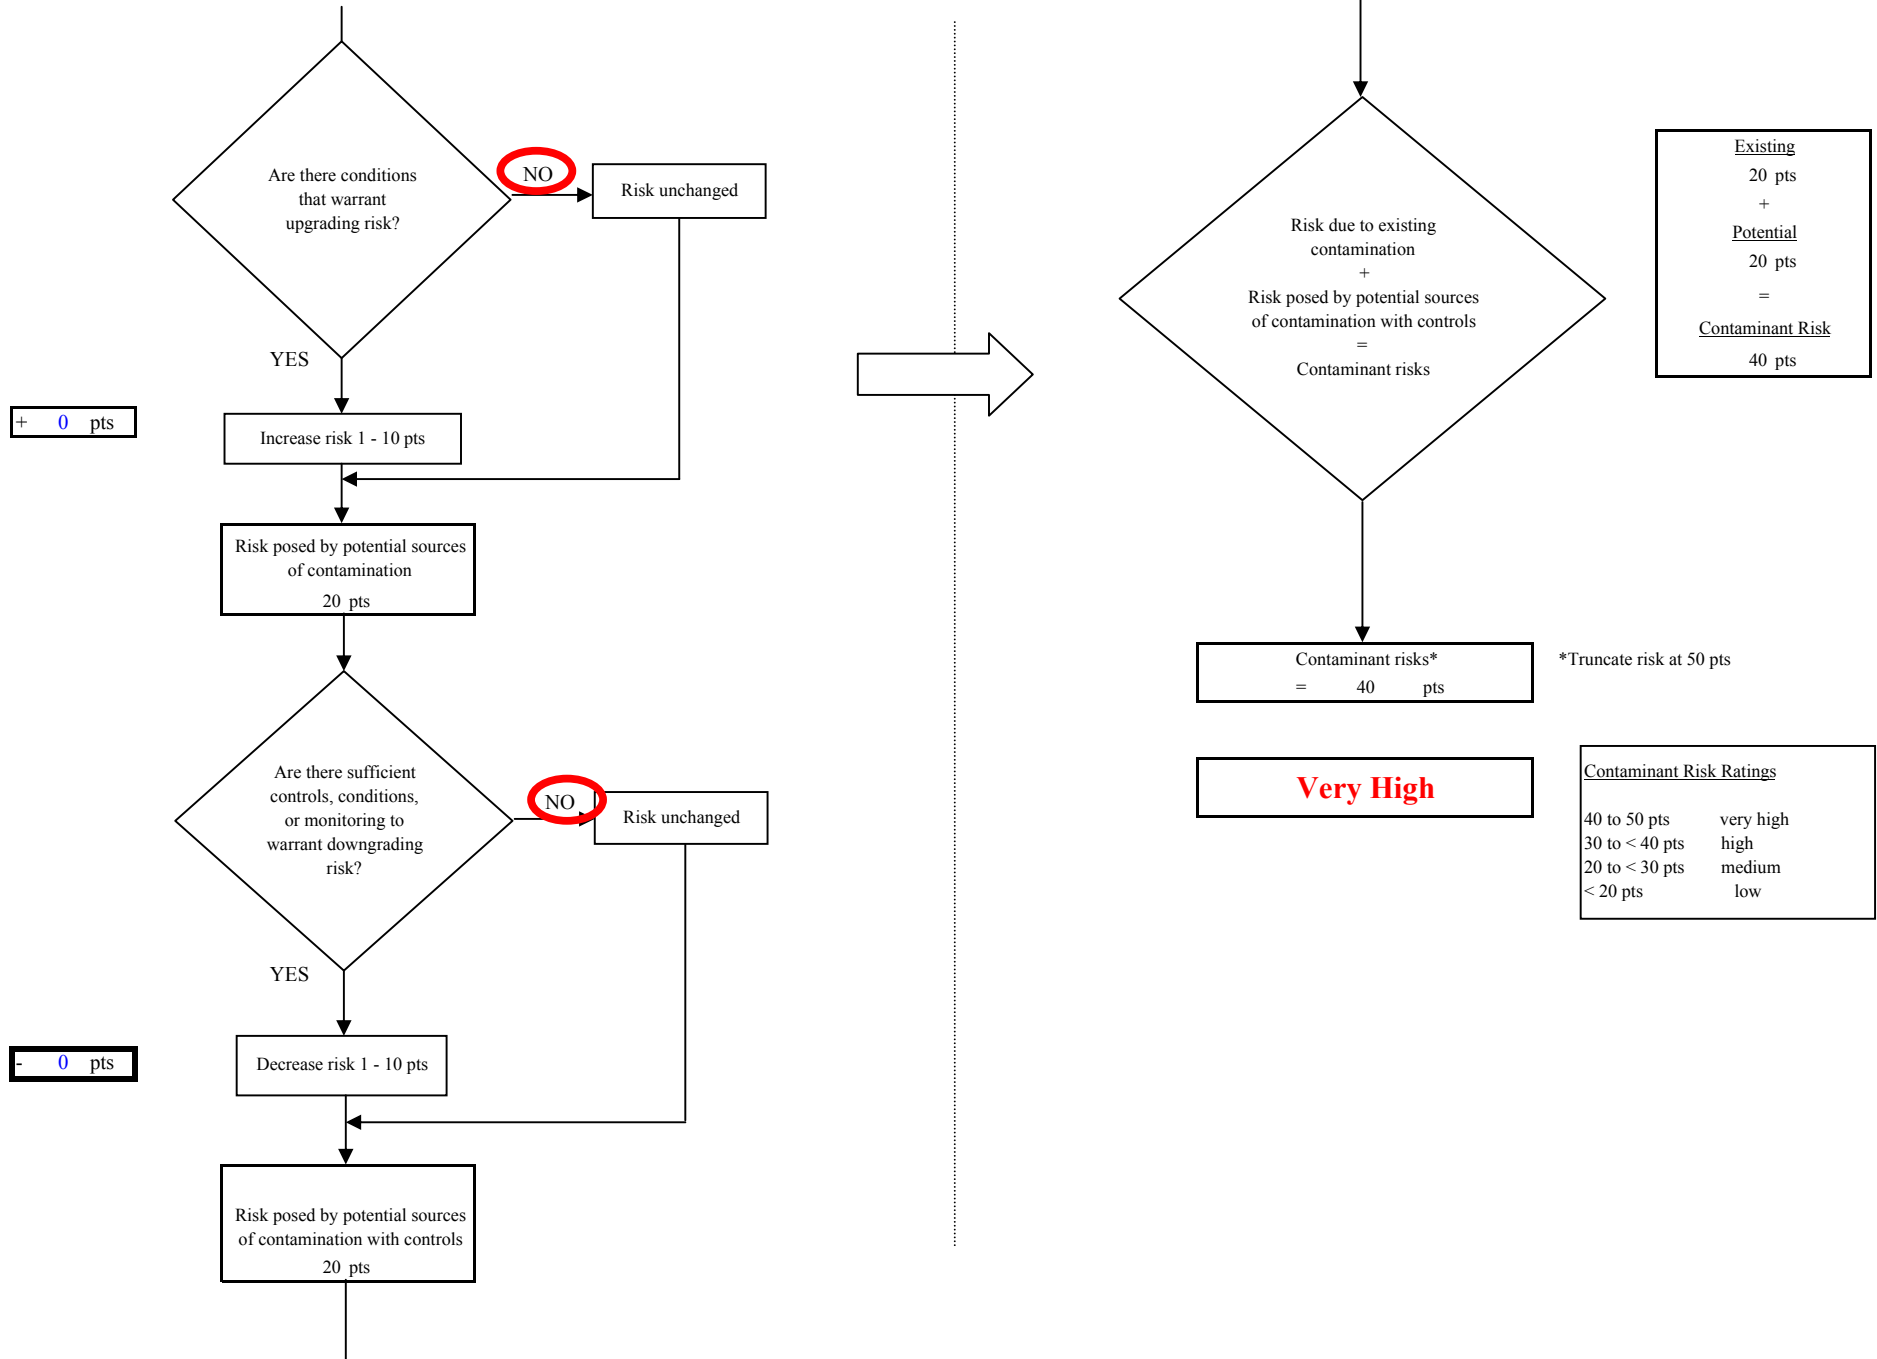 Are there conditions
that warrant
upgrading risk?
NO
Risk unchanged
YES
+ 0 pts
Increase risk 1 - 10 pts
Risk posed by potential sources
of contamination
20 pts
Are there sufficient
controls, conditions,
or monitoring to
warrant downgrading
risk?
NO
Risk unchanged
YES
- 0 pts
Decrease risk 1 - 10 pts
Risk posed by potential sources
of contamination with controls
20 pts
Risk due to existing
contamination
+
Risk posed by potential sources
of contamination with controls
=
Contaminant risks
Existing
20 pts
+
Potential
20 pts
=
Contaminant Risk
40 pts
Contaminant risks*
= 40 pts
*Truncate risk at 50 pts
Very High
Contaminant Risk Ratings
40 to 50 pts very high
30 to < 40 pts high
20 to < 30 pts medium
< 20 pts low